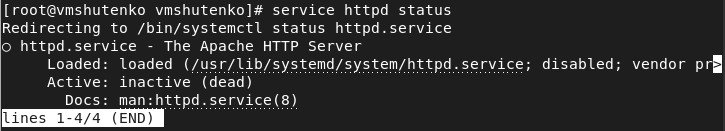 [root@vmshutenko vmshutenko]# service httpd status
Redirecting to /bin/systemctl status httpd.service
○ httpd.service - The Apache HTTP Server
     Loaded: loaded (/usr/lib/systemd/system/httpd.service; disabled; vendor pr>
     Active: inactive (dead)
       Docs: man:httpd.service(8)
lines 1-4/4 (END)